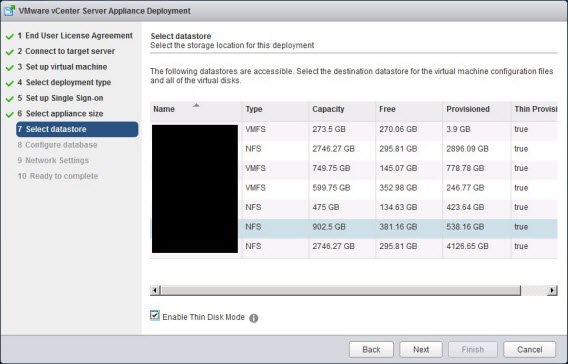 VMware vCenter Server Appliance Deployment
1 End User License Agreement
2 Connect to target server
3 Set up virtual machine
4 Select deployment type
5 Set up Single Sign-on
6 Select appliance size
7 Select datastore
8 Configure database
9 Network Settings
10 Ready to complete
Select datastore
Select the storage location for this deployment
The following datastores are accessible. Select the destination datastore for the virtual machine configuration files
and all of the virtual disks.
Name Type Capacity Free Provisioned Thin Provisi
VMFS 273.5 GB 270.06 GB 3.9 GB true
NFS 2746.27 GB 295.81 GB 2896.09 GB true
VMFS 749.75 GB 145.07 GB 778.78 GB true
VMFS 599.75 GB 352.98 GB 246.77 GB true
NFS 475 GB 134.63 GB 423.64 GB true
NFS 902.5 GB 381.16 GB 538.16 GB true
NFS 2746.27 GB 295.81 GB 4126.65 GB true
Enable Thin Disk Mode
Back Next Finish Cancel